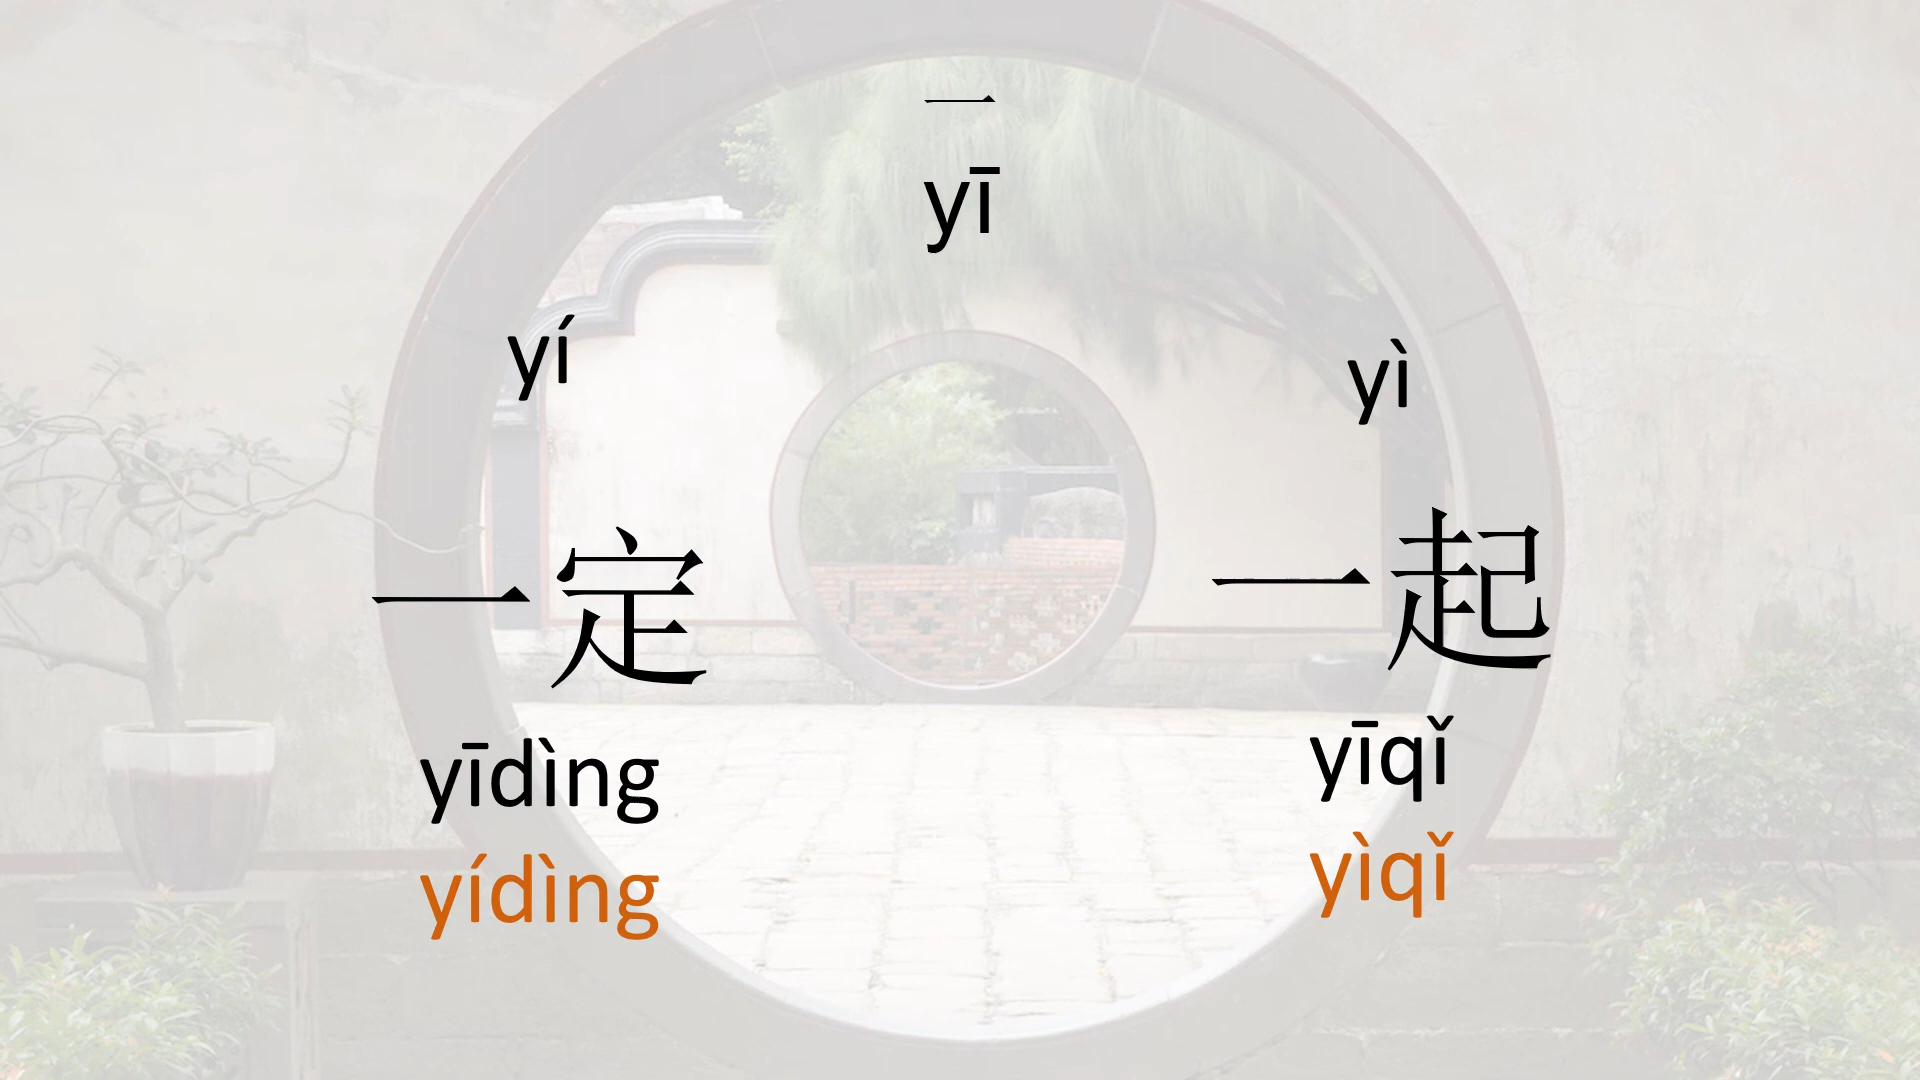 一
yī
yí
一定
yīdìng
yídìng
yì
一起
yīqǐ
yìqǐ